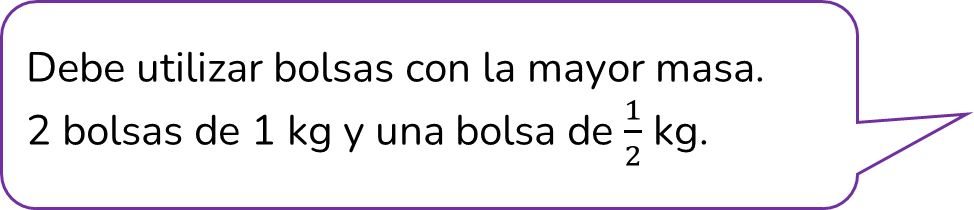 Debe utilizar bolsas con la mayor masa.
2 bolsas de 1 kg y una bolsa de 1/2 kg.